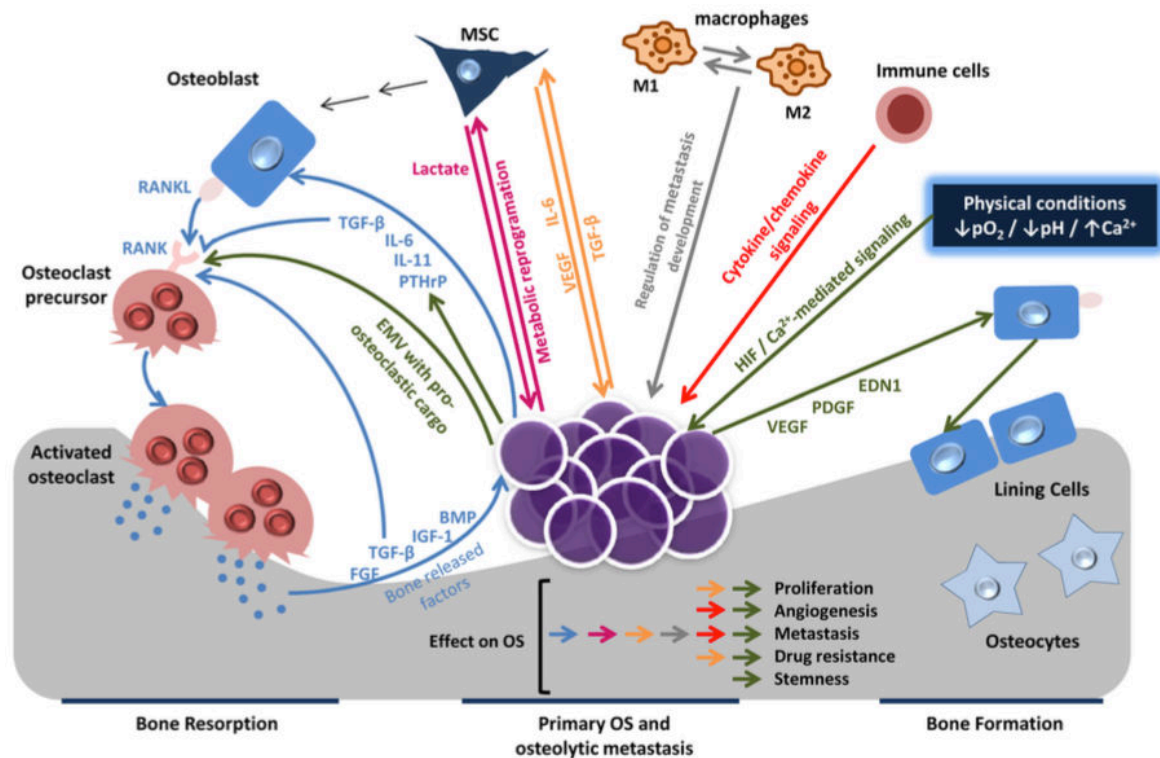 MSC
macrophages
M1
M2
Immune cells
Osteoblast
RANKL
RANK
Osteoclast
precursor
Activated
osteoclast
TGF-β
IL-6
IL-11
PTHrP
EMV with pro-
osteoclastic cargo
Lactate
Metabolic reprogramation
VEGF IL-6
TGF-β
Regulation of metastasis
development
Cytokine/chemokine
signaling
Physical conditions
↓pO₂ / ↓pH / ↑Ca²⁺
HIF / Ca²⁺-mediated signaling
VEGF
PDGF
EDN1
FGF
TGF-β
IGF-1
BMP
Bone released
factors
Lining Cells
Osteocytes
Effect on OS
Proliferation
Angiogenesis
Metastasis
Drug resistance
Stemness
Bone Resorption
Primary OS and
osteolytic metastasis
Bone Formation